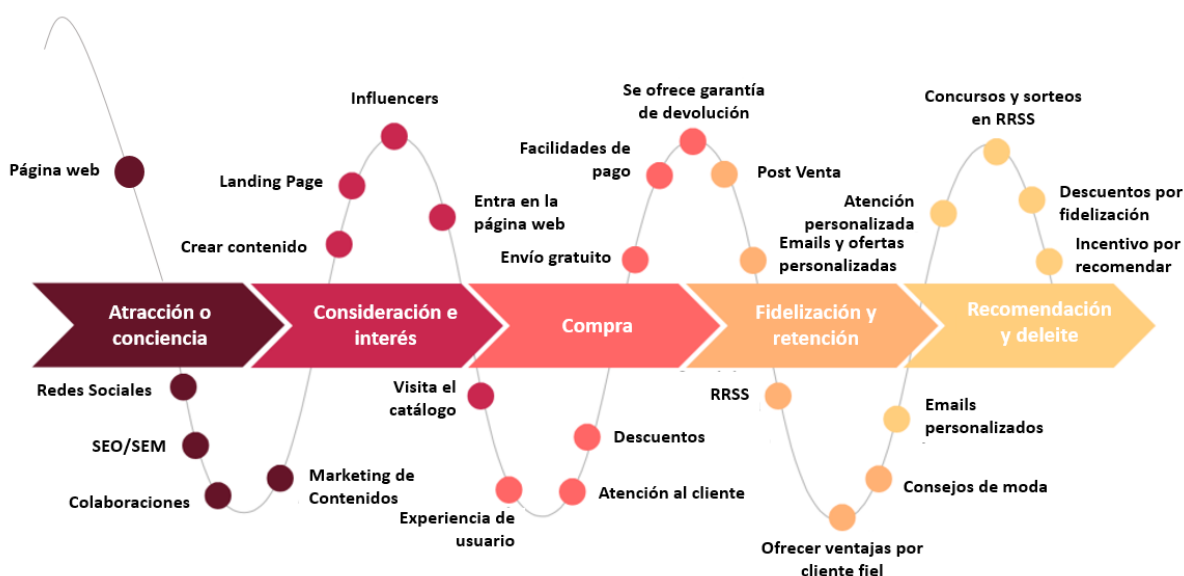 Se ofrece garantía
de devolución
Concursos y sorteos
en RRSS
Influencers
Página web
Landing Page
Crear contenido
Entra en la
página web
Facilidades de
pago
Envío gratuito
Post Venta
Emails y ofertas
personalizadas
Atención
personalizada
Descuentos por
fidelización
Incentivo por
recomendar
Atracción o
conciencia
Consideración e
interés
Compra
Fidelización y
retención
Recomendación
y deleite
Redes Sociales
SEO/SEM
Colaboraciones
Marketing de
Contenidos
Visita el
catálogo
Experiencia de
usuario
Descuentos
Atención al cliente
RRSS
Emails
personalizados
Consejos de moda
Ofrecer ventajas por
cliente fiel